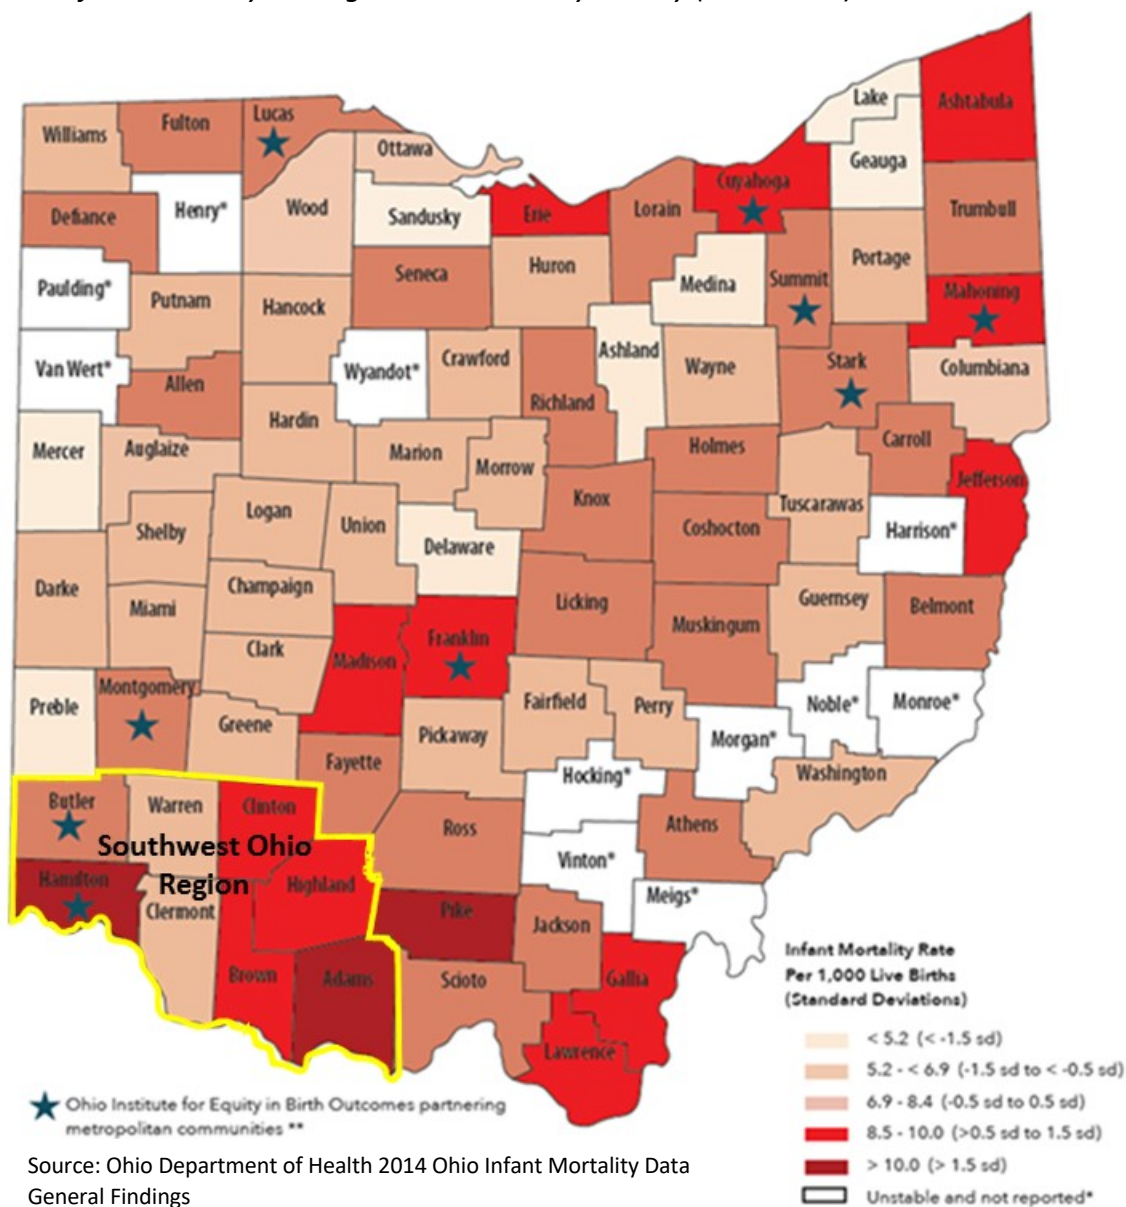 Lake
Ashtabula
Williams
Fulton
Lucas
Ottawa
Geauga
Cuyahoga
Henry*
Wood
Sandusky
Erie
Lorain
Trumbull
Defiance
Portage
Huron
Seneca
Medina
Summit
Paulding*
Putnam
Hancock
Mahoning
Ashland
Van Wert*
Wyandot*
Crawford
Wayne
Stark
Columbiana
Allen
Richland
Hardin
Carroll
Mercer
Auglaize
Marion
Morrow
Holmes
Jefferson
Knox
Tuscarawas
Logan
Union
Shelby
Coshocton
Harrison*
Delaware
Darke
Champaign
Miami
Licking
Guernsey
Belmont
Muskingum
Franklin
Clark
Madison
Montgomery
Preble
Fairfield
Perry
Noble*
Monroe*
Greene
Pickaway
Morgan*
Fayette
Hocking*
Washington
Butler
Warren
Clinton
Ross
Athens
Southwest Ohio
Region
Vinton*
Hamilton
Highland
Meigs*
Clermont
Pike
Jackson
Brown
Adams
Scioto
Gallia
Lawrence
Infant Mortality Rate
Per 1,000 Live Births
(Standard Deviations)
< 5.2 (< -1.5 sd)
5.2 - < 6.9 (-1.5 sd to < -0.5 sd)
6.9 - 8.4 (-0.5 sd to 0.5 sd)
8.5 - 10.0 (>0.5 sd to 1.5 sd)
> 10.0 (> 1.5 sd)
Unstable and not reported*
Ohio Institute for Equity in Birth Outcomes partnering
metropolitan communities **
Source: Ohio Department of Health 2014 Ohio Infant Mortality Data
General Findings